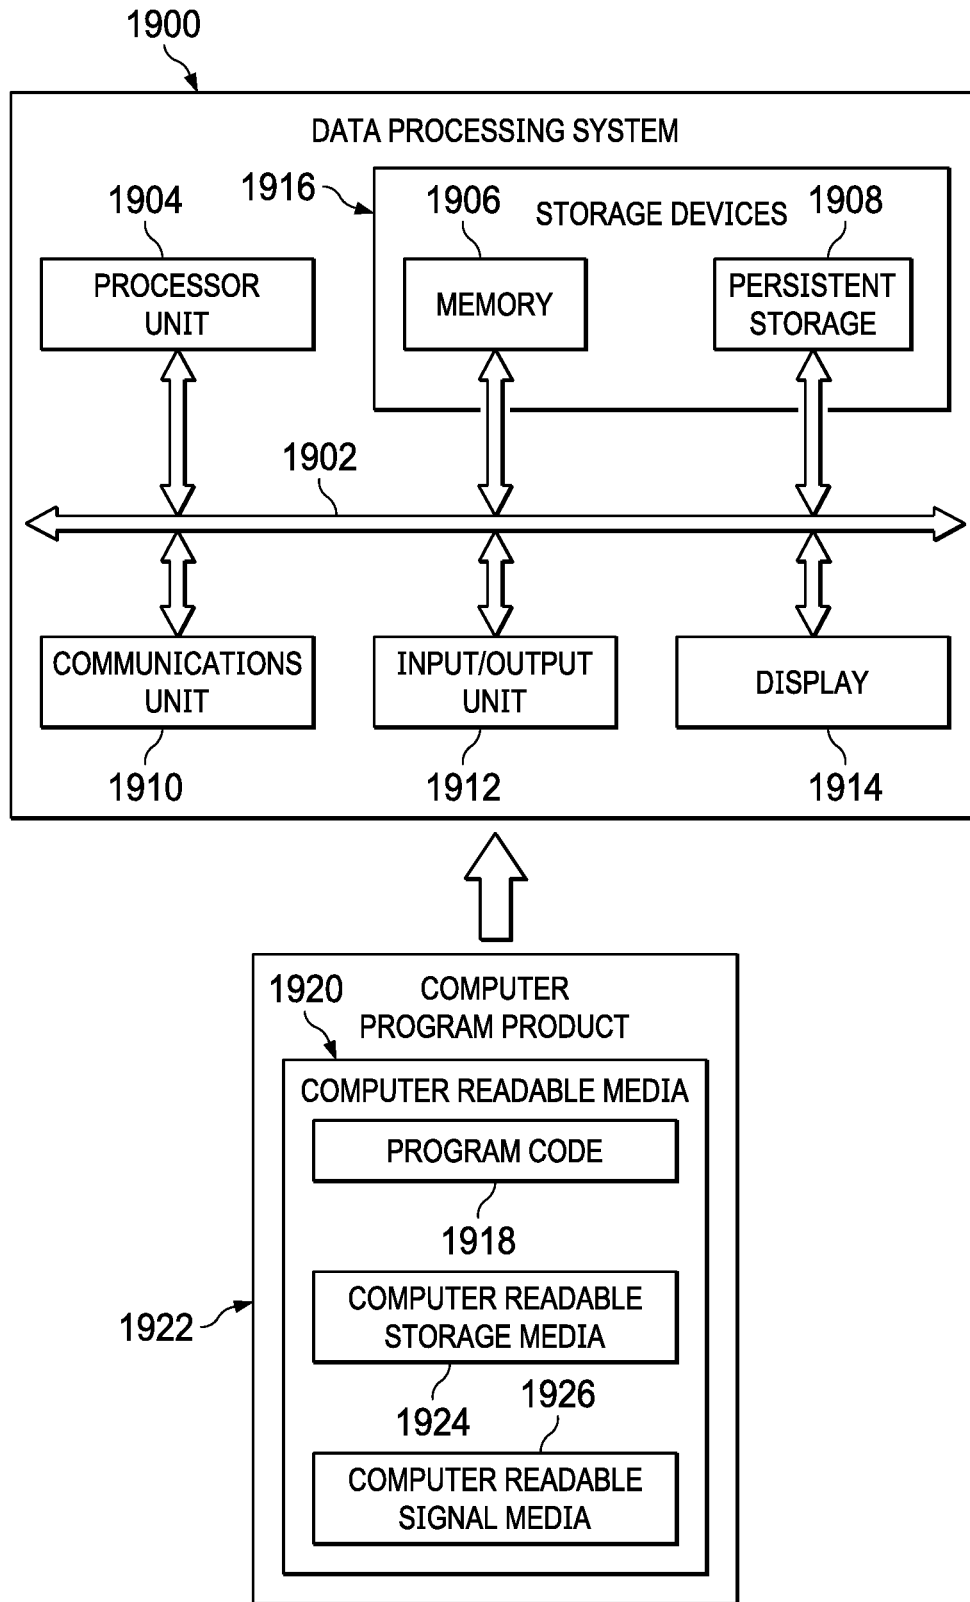 1900
DATA PROCESSING SYSTEM
1916
1904
1906
1908
STORAGE DEVICES
PROCESSOR
UNIT
MEMORY
PERSISTENT
STORAGE
1902
COMMUNICATIONS
UNIT
INPUT/OUTPUT
UNIT
DISPLAY
1910
1912
1914
1920
COMPUTER
PROGRAM PRODUCT
COMPUTER READABLE MEDIA
PROGRAM CODE
1918
1922
COMPUTER READABLE
STORAGE MEDIA
1924
1926
COMPUTER READABLE
SIGNAL MEDIA